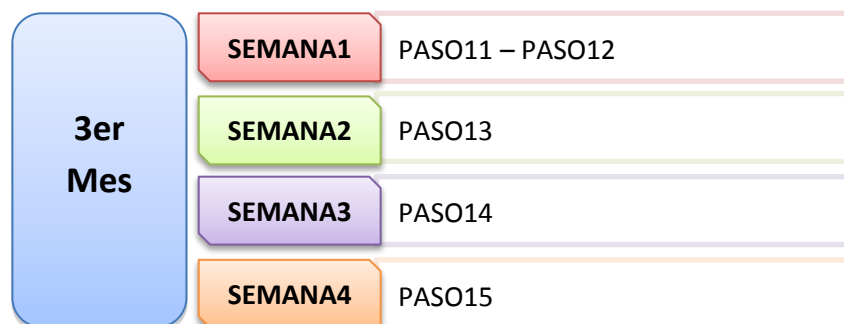 3er
Mes
SEMANA1
PASO11 – PASO12
SEMANA2
PASO13
SEMANA3
PASO14
SEMANA4
PASO15